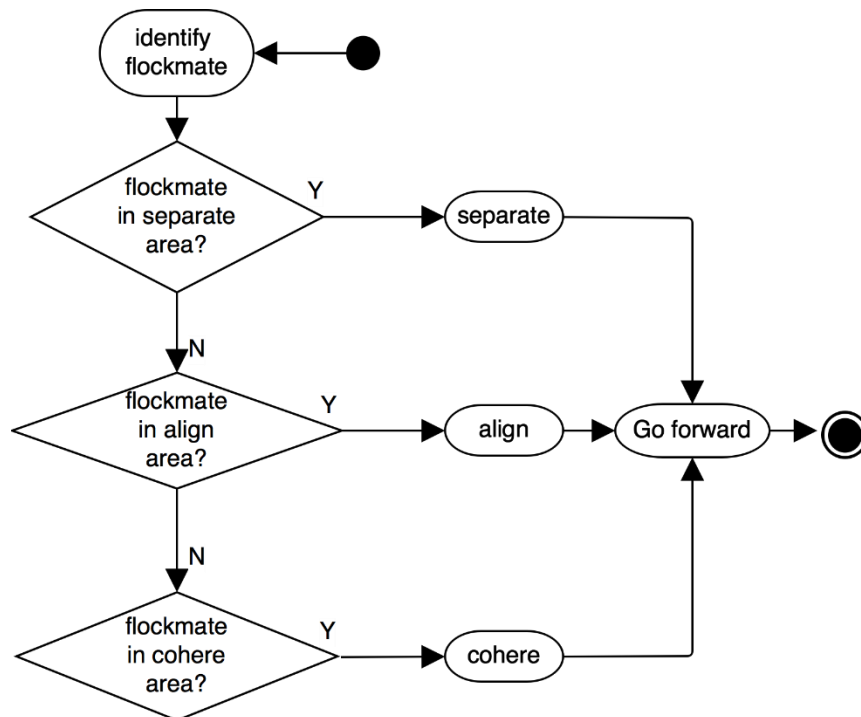 identify
flockmate
flockmate
in separate
area?
Y
separate
N
flockmate
in align
area?
Y
align
Go forward
N
flockmate
in cohere
area?
Y
cohere